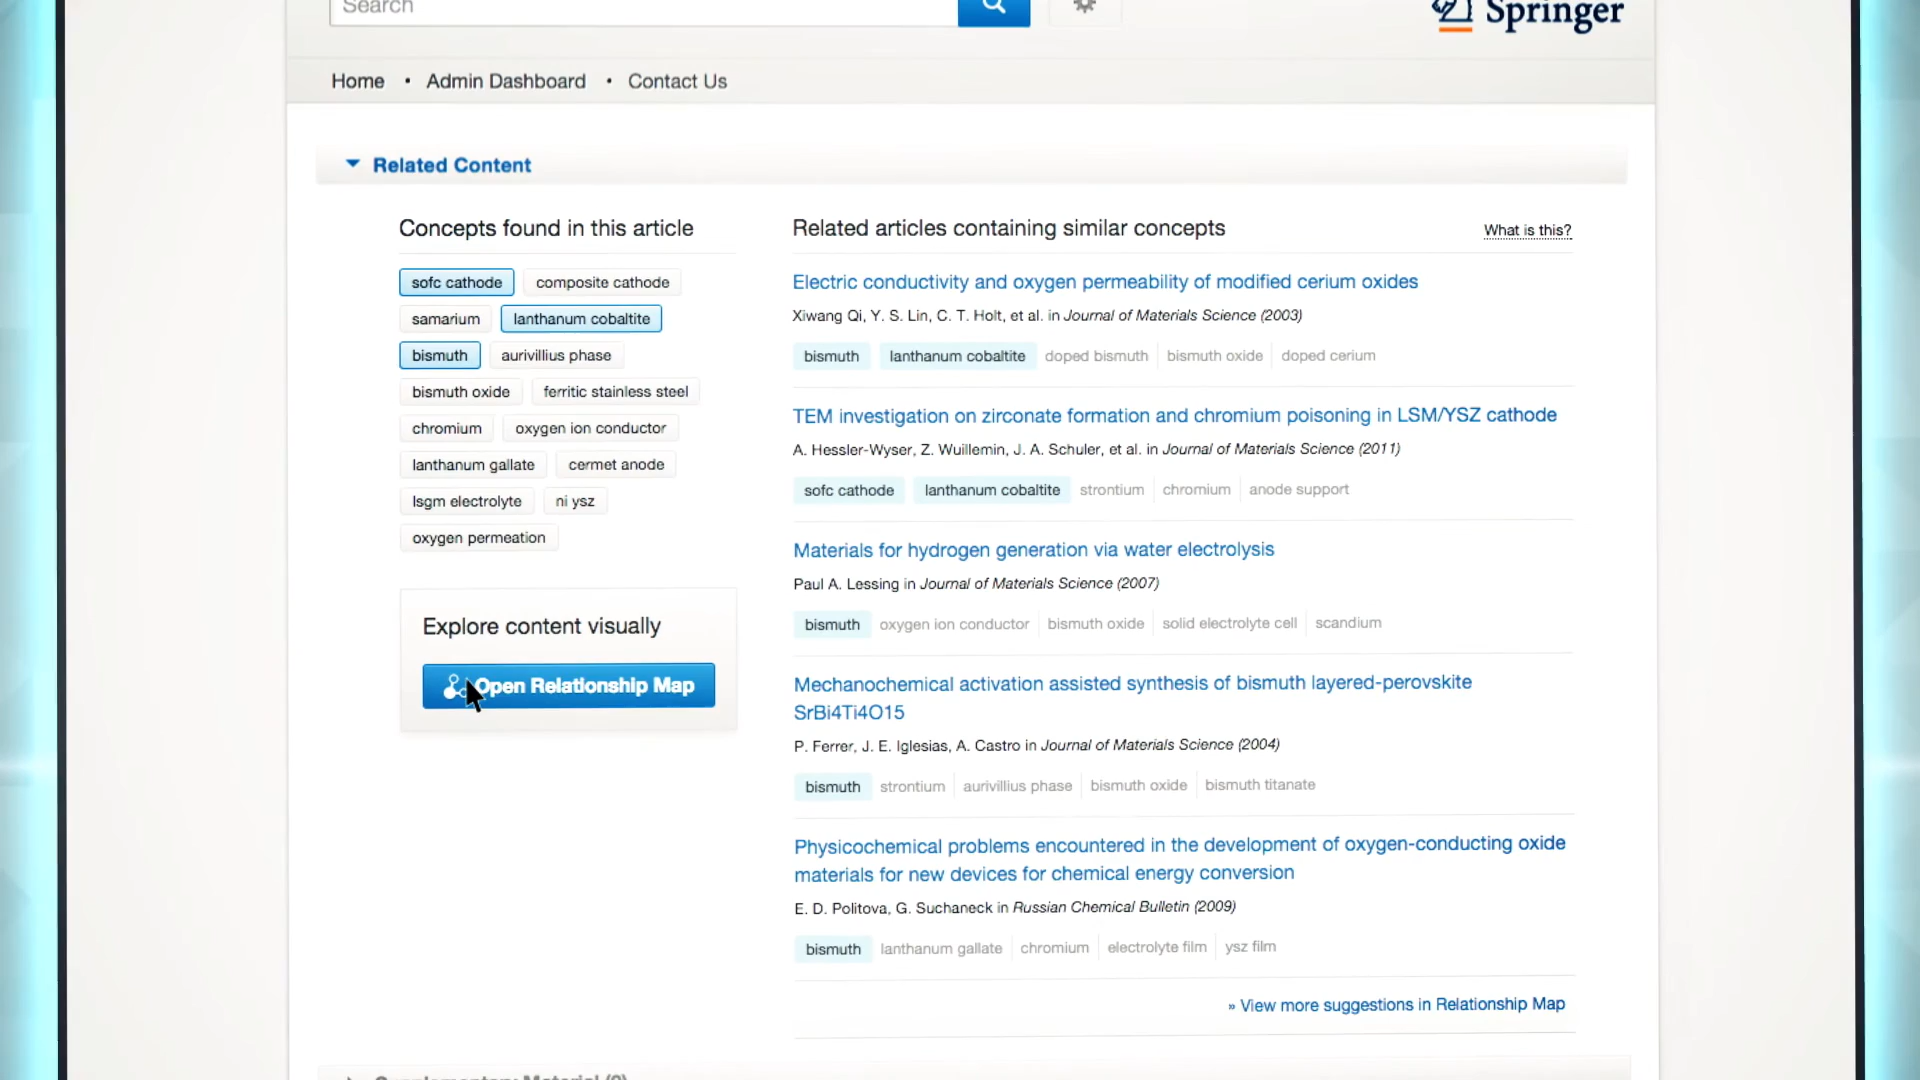 Search
Springer
Home • Admin Dashboard • Contact Us
Related Content
Concepts found in this article
sofc cathode composite cathode
samarium lanthanum cobaltite
bismuth aurivillius phase
bismuth oxide ferritic stainless steel
chromium oxygen ion conductor
lanthanum gallate cermet anode
lsgm electrolyte ni ysz
oxygen permeation
Explore content visually
Open Relationship Map
Related articles containing similar concepts What is this?
Electric conductivity and oxygen permeability of modified cerium oxides
Xiwang Qi, Y. S. Lin, C. T. Holt, et al. in Journal of Materials Science (2003)
bismuth lanthanum cobaltite doped bismuth bismuth oxide doped cerium
TEM investigation on zirconate formation and chromium poisoning in LSM/YSZ cathode
A. Hessler-Wyser, Z. Wuillemin, J. A. Schuler, et al. in Journal of Materials Science (2011)
sofc cathode lanthanum cobaltite strontium chromium anode support
Materials for hydrogen generation via water electrolysis
Paul A. Lessing in Journal of Materials Science (2007)
bismuth oxygen ion conductor bismuth oxide solid electrolyte cell scandium
Mechanochemical activation assisted synthesis of bismuth layered-perovskite
SrBi4Ti4O15
P. Ferrer, J. E. Iglesias, A. Castro in Journal of Materials Science (2004)
bismuth strontium aurivillius phase bismuth oxide bismuth titanate
Physicochemical problems encountered in the development of oxygen-conducting oxide
materials for new devices for chemical energy conversion
E. D. Politova, G. Suchaneck in Russian Chemical Bulletin (2009)
bismuth lanthanum gallate chromium electrolyte film ysz film
» View more suggestions in Relationship Map
Supplementary Material (0)